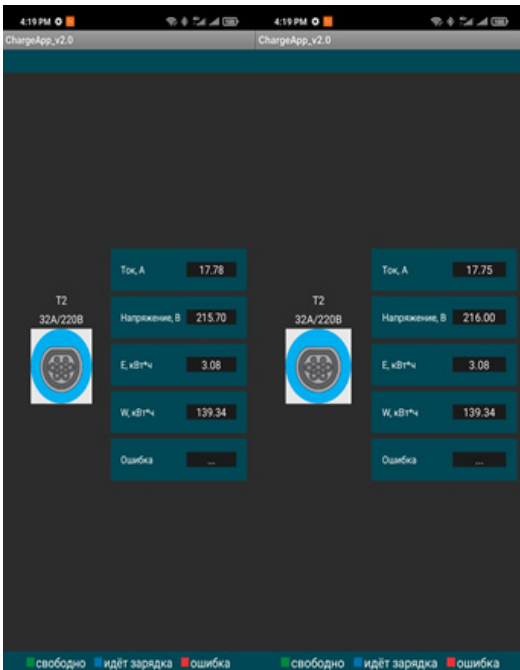 4:19 PM
ChargeApp_v2.0
T2
32A/220В
Ток, А 17.78
Напряжение, В 215.70
Е, кВт*ч 3.08
W, кВт*ч 139.34
Ошибка ...
свободно идёт зарядка ошибка
4:19 PM
ChargeApp_v2.0
T2
32A/220В
Ток, А 17.75
Напряжение, В 216.00
Е, кВт*ч 3.08
W, кВт*ч 139.34
Ошибка ...
свободно идёт зарядка ошибка